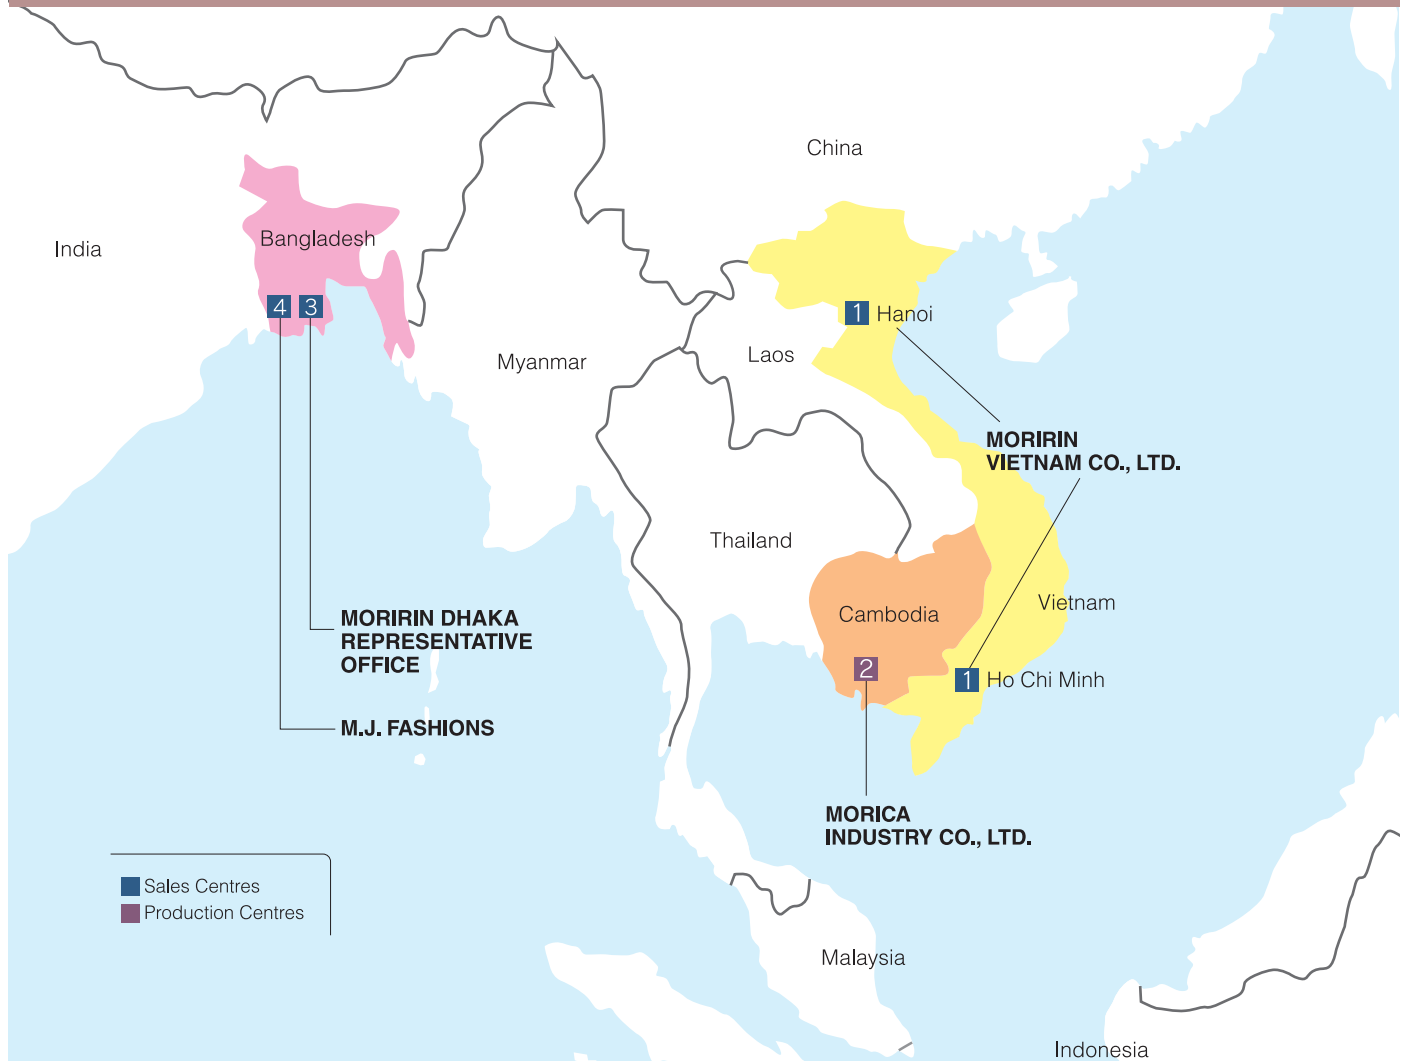 China
India
Bangladesh
4
3
1
Hanoi
Myanmar
Laos
MORIRIN
VIETNAM CO., LTD.
Thailand
Cambodia
Vietnam
MORIRIN DHAKA
REPRESENTATIVE
OFFICE
2
1
Ho Chi Minh
M.J. FASHIONS
MORICA
INDUSTRY CO., LTD.
Sales Centres
Production Centres
Malaysia
Indonesia